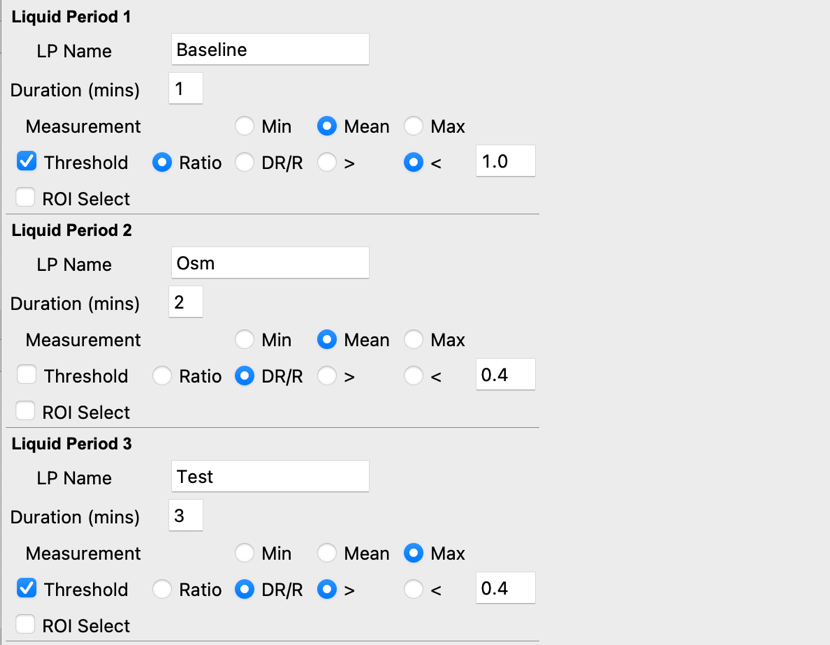 Liquid Period 1
LP Name Baseline
Duration (mins) 1
Measurement Min Mean Max
Threshold Ratio DR/R > < 1.0
ROI Select
Liquid Period 2
LP Name Osm
Duration (mins) 2
Measurement Min Mean Max
Threshold Ratio DR/R > < 0.4
ROI Select
Liquid Period 3
LP Name Test
Duration (mins) 3
Measurement Min Mean Max
Threshold Ratio DR/R > < 0.4
ROI Select